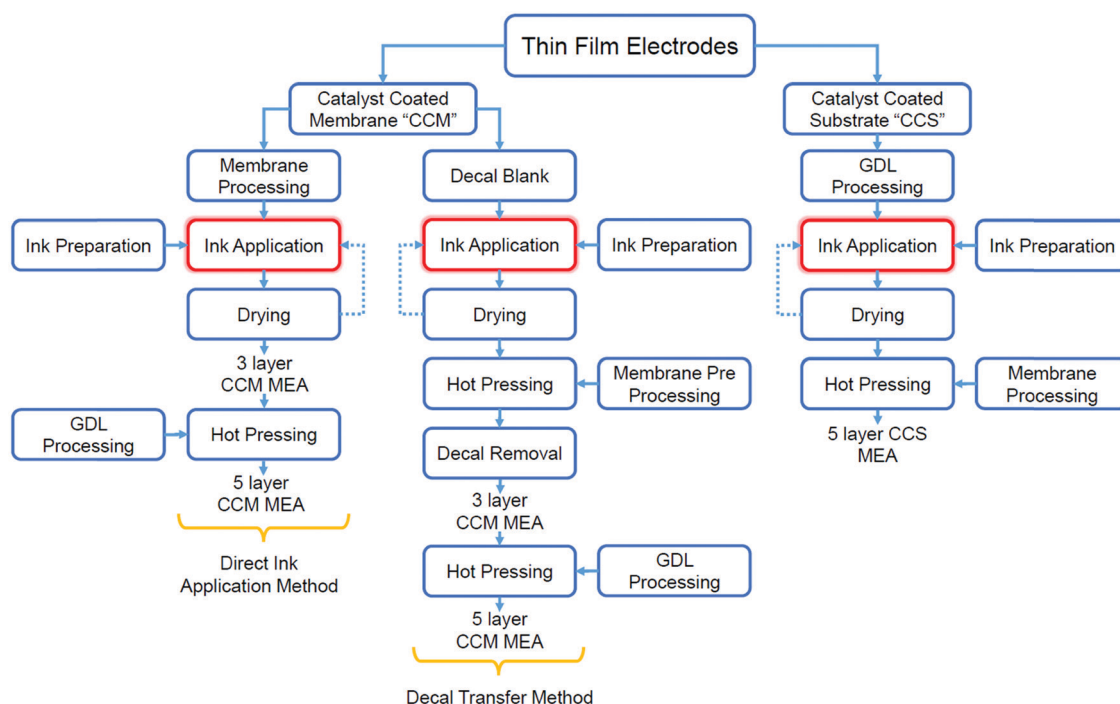 Thin Film Electrodes
Catalyst Coated
Membrane “CCM”
Catalyst Coated
Substrate “CCS”
Membrane
Processing
Decal Blank
GDL
Processing
Ink Preparation
Ink Application
Ink Application
Ink Preparation
Ink Application
Ink Preparation
Drying
Drying
Drying
3 layer
CCM MEA
Hot Pressing
Membrane Pre
Processing
Hot Pressing
Membrane
Processing
GDL
Processing
Hot Pressing
Decal Removal
5 layer CCS
MEA
5 layer
CCM MEA
3 layer
CCM MEA
Direct Ink
Application Method
Hot Pressing
GDL
Processing
5 layer
CCM MEA
Decal Transfer Method